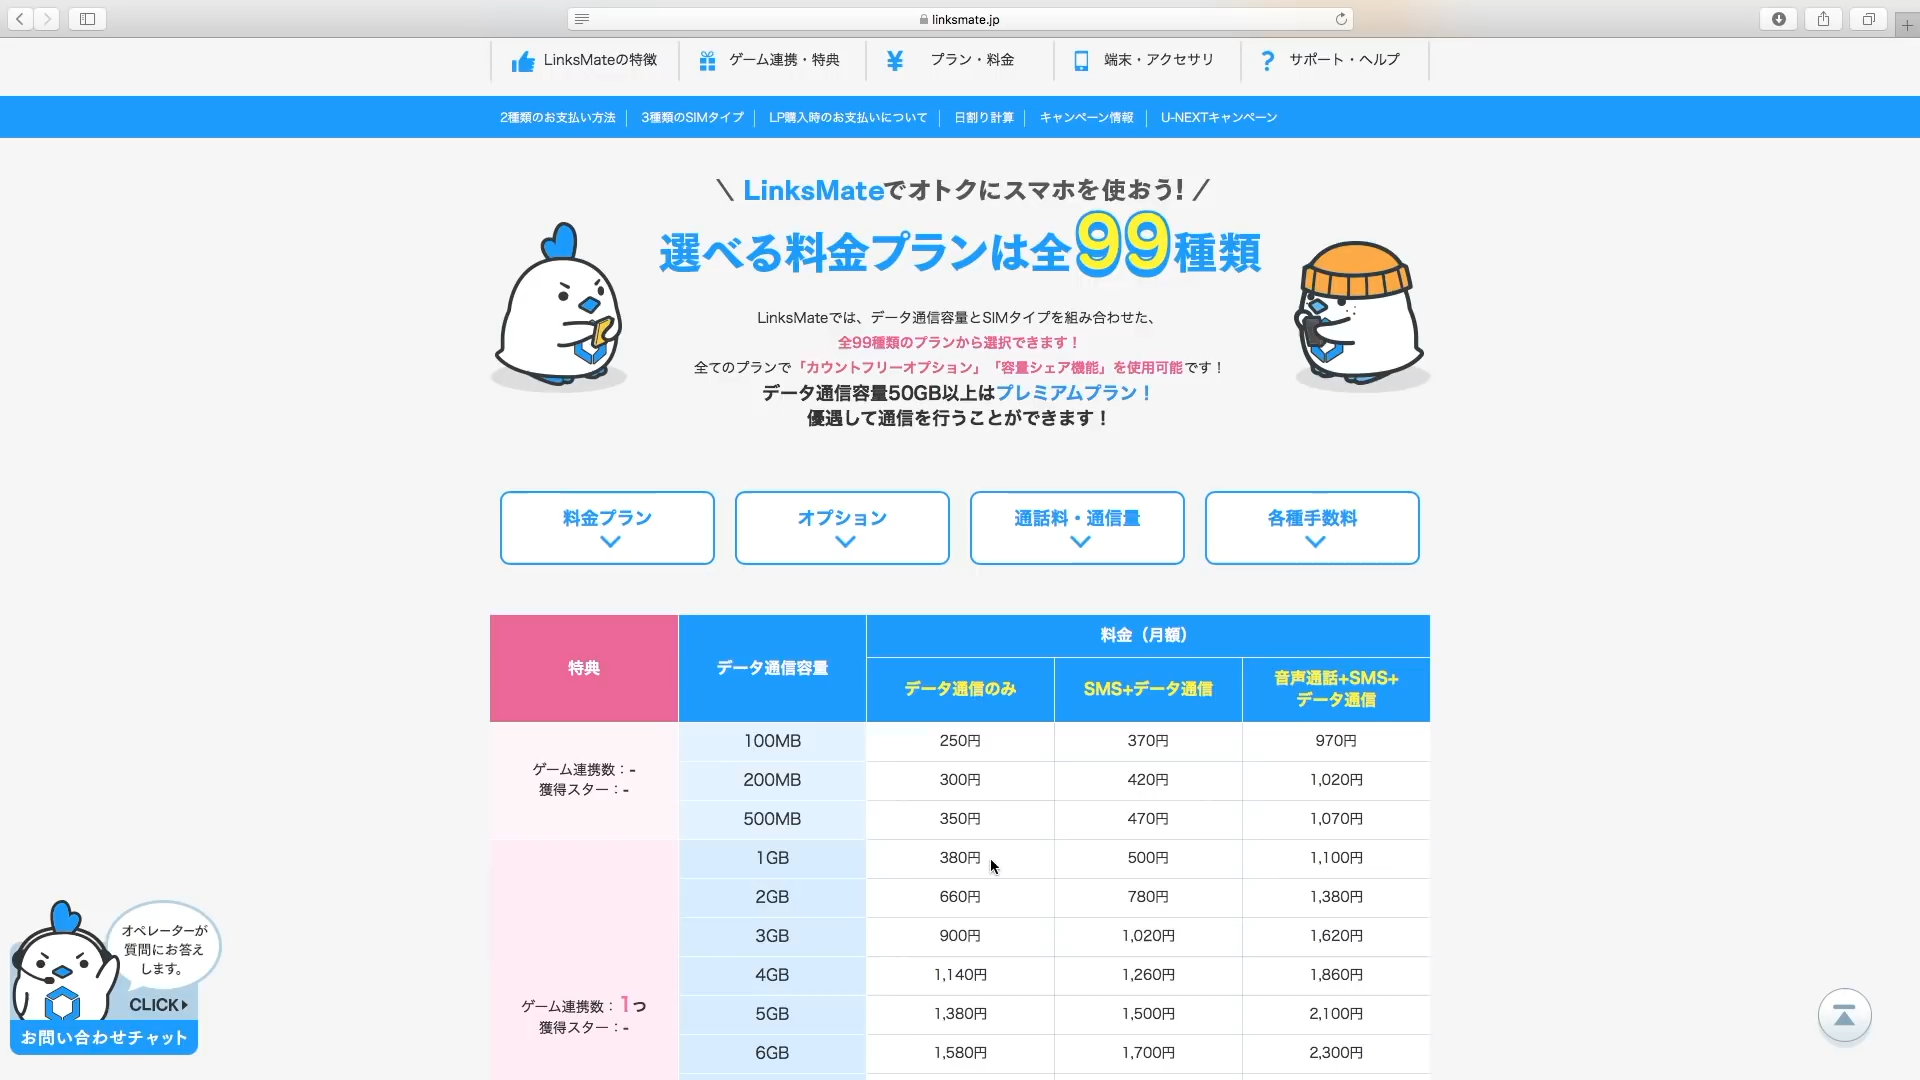 linksmate.jp
LinksMateの特徴
ゲーム連携・特典
プラン・料金
端末・アクセサリ
サポート・ヘルプ
2種類のお支払い方法
3種類のSIMタイプ
LP購入時のお支払いについて
日割り計算
キャンペーン情報
U-NEXTキャンペーン
\ LinksMateでオトクにスマホを使おう! /
選べる料金プランは全99種類
LinksMateでは、データ通信容量とSIMタイプを組み合わせた、
全99種類のプランから選択できます！
全てのプランで「カウントフリーオプション」「容量シェア機能」を使用可能です！
データ通信容量50GB以上はプレミアムプラン！
優遇して通信を行うことができます！
料金プラン
オプション
通話料・通信量
各種手数料
特典
データ通信容量
料金（月額）
データ通信のみ
SMS+データ通信
音声通話+SMS+
データ通信
ゲーム連携数：-
獲得スター：-
100MB 250円 370円 970円
200MB 300円 420円 1,020円
500MB 350円 470円 1,070円
1GB 380円 500円 1,100円
2GB 660円 780円 1,380円
3GB 900円 1,020円 1,620円
4GB 1,140円 1,260円 1,860円
5GB 1,380円 1,500円 2,100円
6GB 1,580円 1,700円 2,300円
ゲーム連携数：1つ
獲得スター：-
オペレーターが
質問にお答え
します。
CLICK
お問い合わせチャット